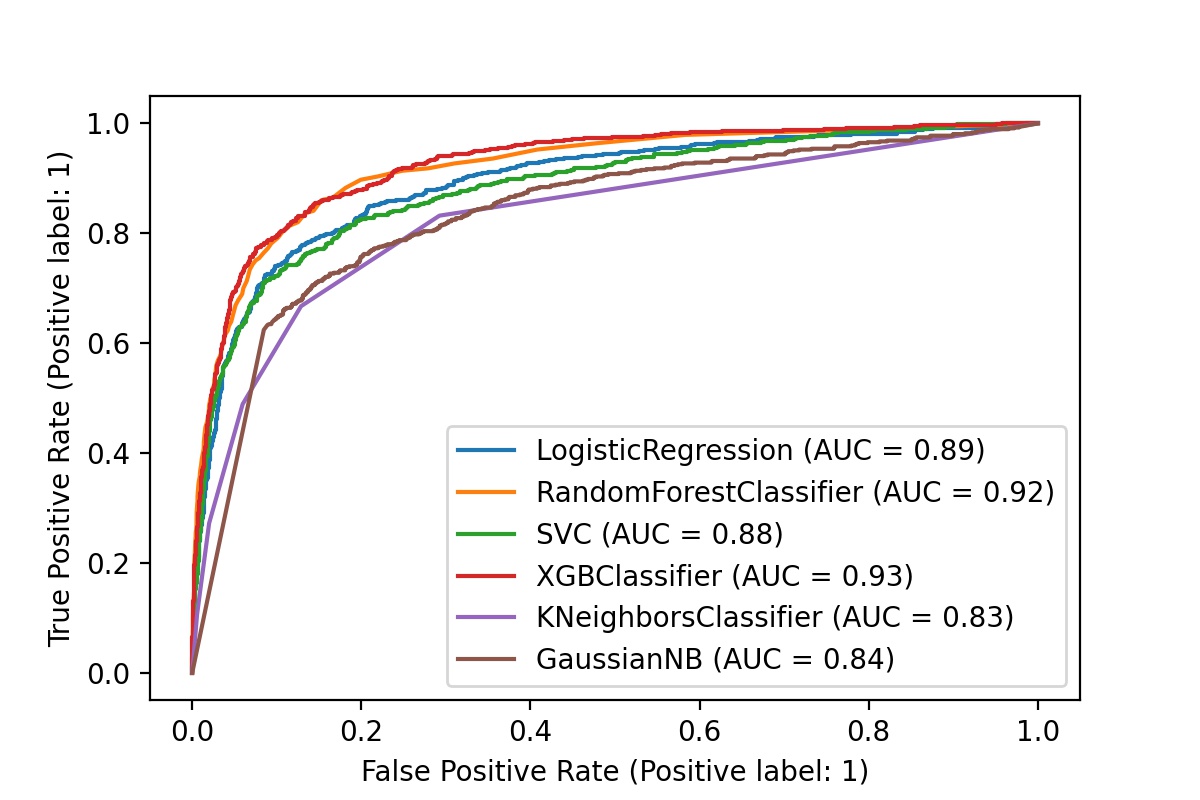 True Positive Rate (Positive label: 1)
1.0
0.8
0.6
0.4
0.2
0.0
LogisticRegression (AUC = 0.89)
RandomForestClassifier (AUC = 0.92)
SVC (AUC = 0.88)
XGBClassifier (AUC = 0.93)
KNeighborsClassifier (AUC = 0.83)
GaussianNB (AUC = 0.84)
0.0 0.2 0.4 0.6 0.8 1.0
False Positive Rate (Positive label: 1)